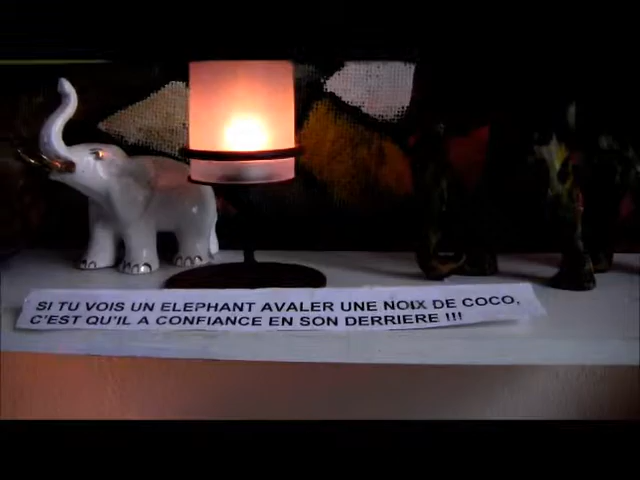 SI TU VOIS UN ELEPHANT AVALER UNE NOIX DE COCO,
C'EST QU'IL A CONFIANCE EN SON DERRIERE !!!